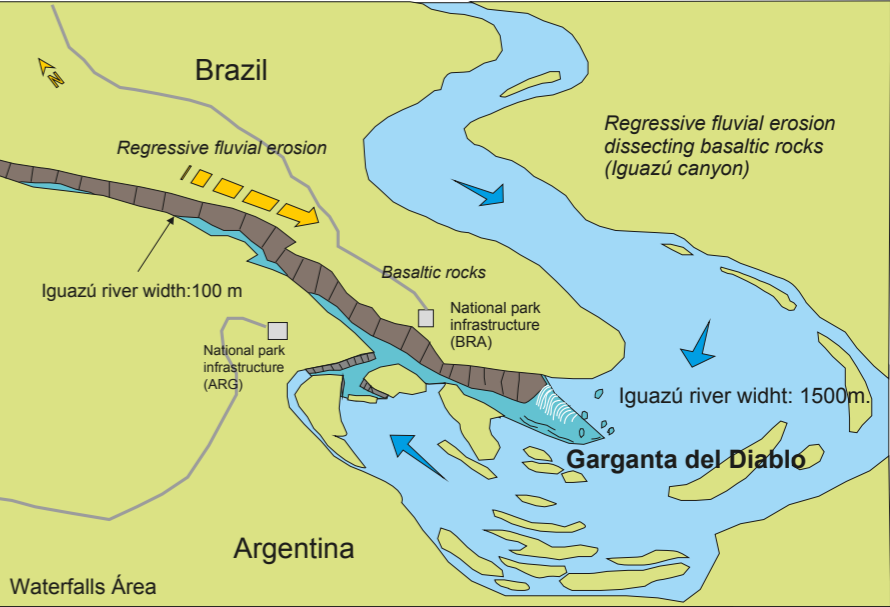 Brazil
N
Regressive fluvial erosion
Regressive fluvial erosion
dissecting basaltic rocks
(Iguazú canyon)
Basaltic rocks
Iguazú river width:100 m
National park
infrastructure
(BRA)
National park
infrastructure
(ARG)
Iguazú river widht: 1500m.
Garganta del Diablo
Argentina
Waterfalls Área